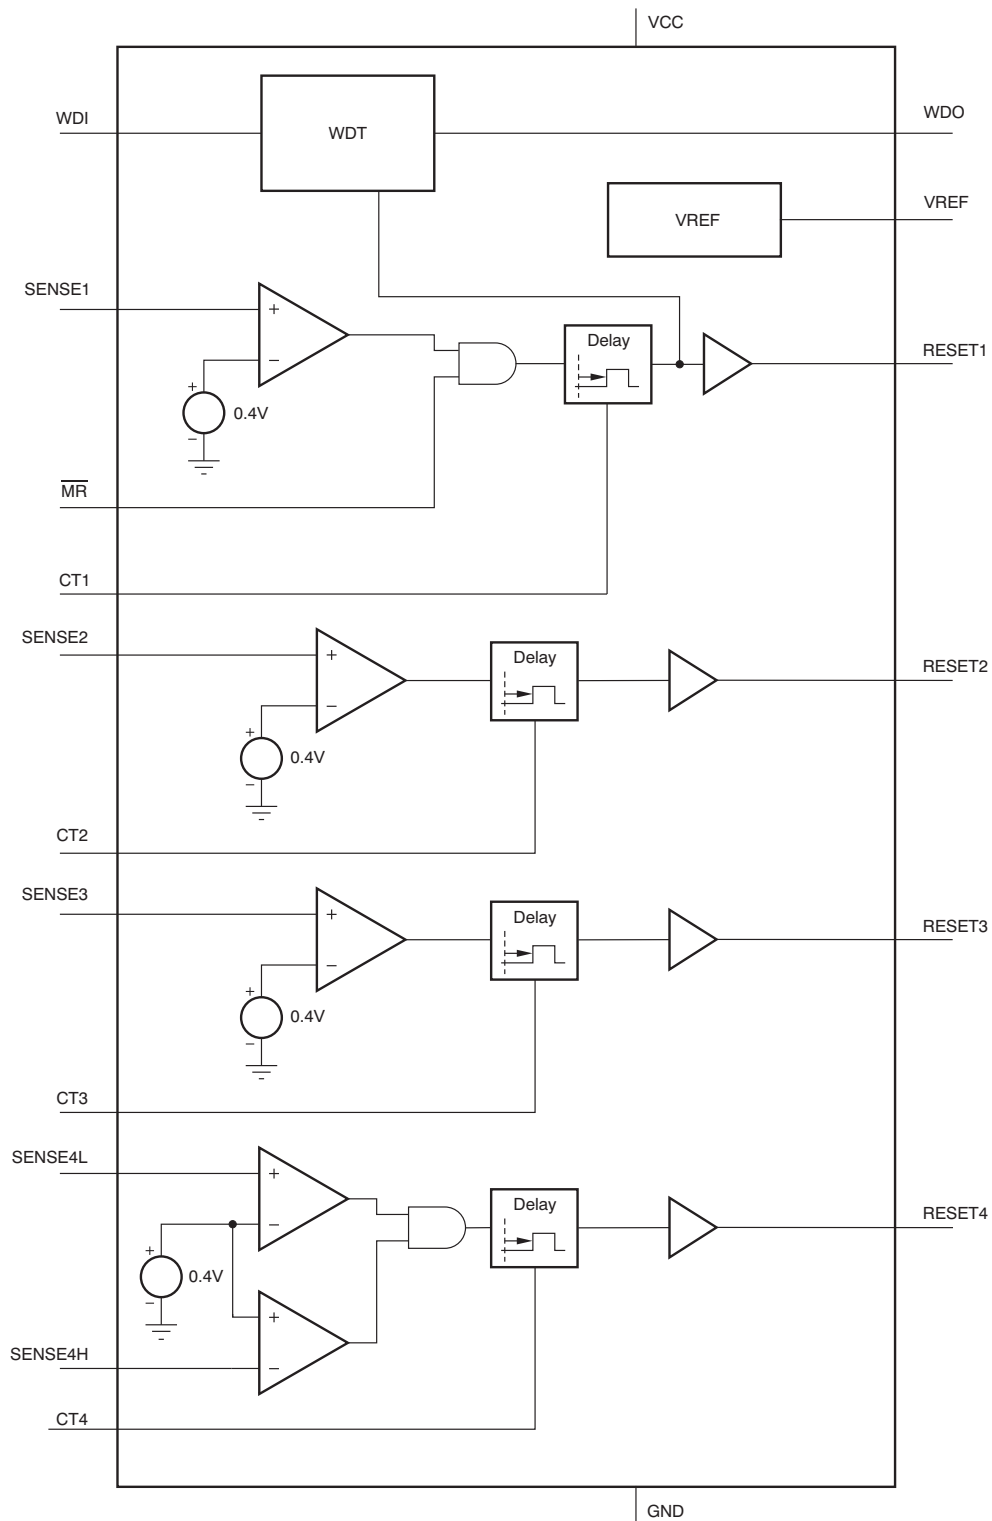 VCC
WDI
WDT
WDO
VREF
VREF
SENSE1
+
−
Delay
RESET1
+
0.4V
−
MR
CT1
SENSE2
+
−
Delay
RESET2
+
0.4V
−
CT2
SENSE3
+
−
Delay
RESET3
+
0.4V
−
CT3
SENSE4L
+
−
Delay
RESET4
+
0.4V
−
+
SENSE4H
−
CT4
GND